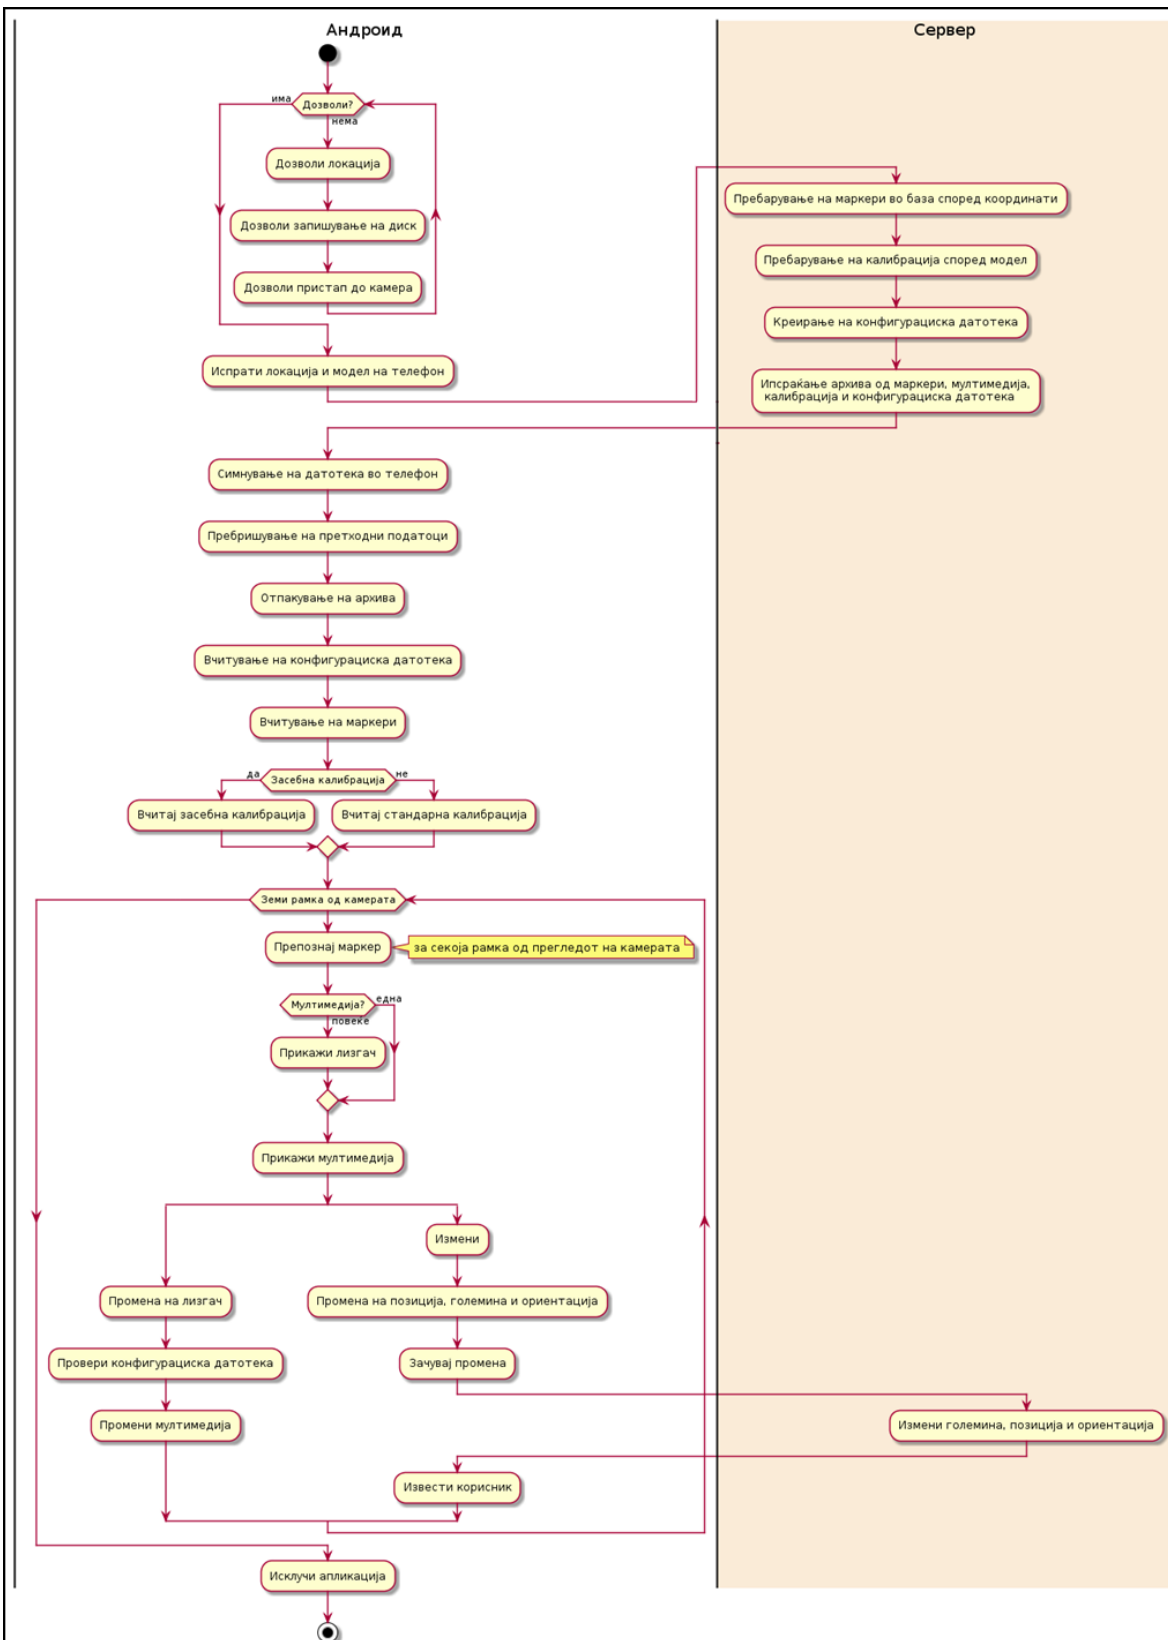 Андроид
Сервер
Дозволи?
има
нема
Дозволи локација
Дозволи запишување на диск
Дозволи пристап до камера
Испрати локација и модел на телефон
Пребарување на маркери во база според координати
Пребарување на калибрација според модел
Креирање на конфигурациска датотека
Ипсраќање архива од маркери, мултимедија,
калибрација и конфигурациска датотека
Симнување на датотека во телефон
Пребришување на претходни податоци
Отпакување на архива
Вчитување на конфигурациска датотека
Вчитување на маркери
Засебна калибрација
да
не
Вчитај засебна калибрација
Вчитај стандарна калибрација
Земи рамка од камерата
Препознај маркер
за секоја рамка од прегледот на камерата
Мултимедија?
една
повеќе
Прикажи лизгач
Прикажи мултимедија
Измени
Промена на лизгач
Промена на позиција, големина и ориентација
Провери конфигурациска датотека
Зачувај промена
Промени мултимедија
Измени големина, позиција и ориентација
Извести корисник
Исклучи апликација